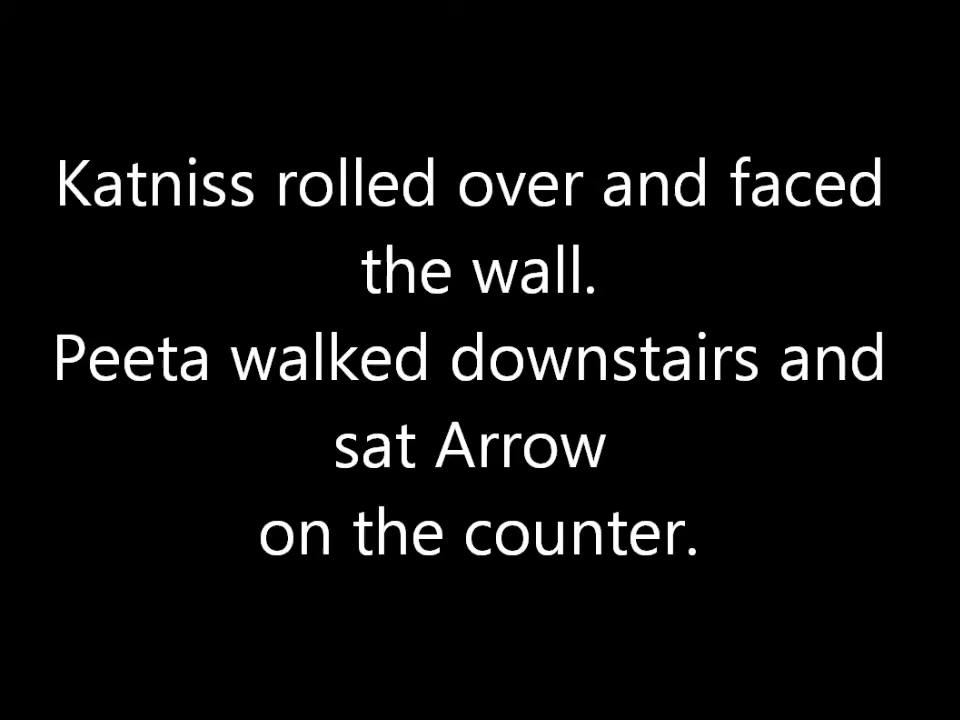 Katniss rolled over and faced
the wall.
Peeta walked downstairs and
sat Arrow
on the counter.